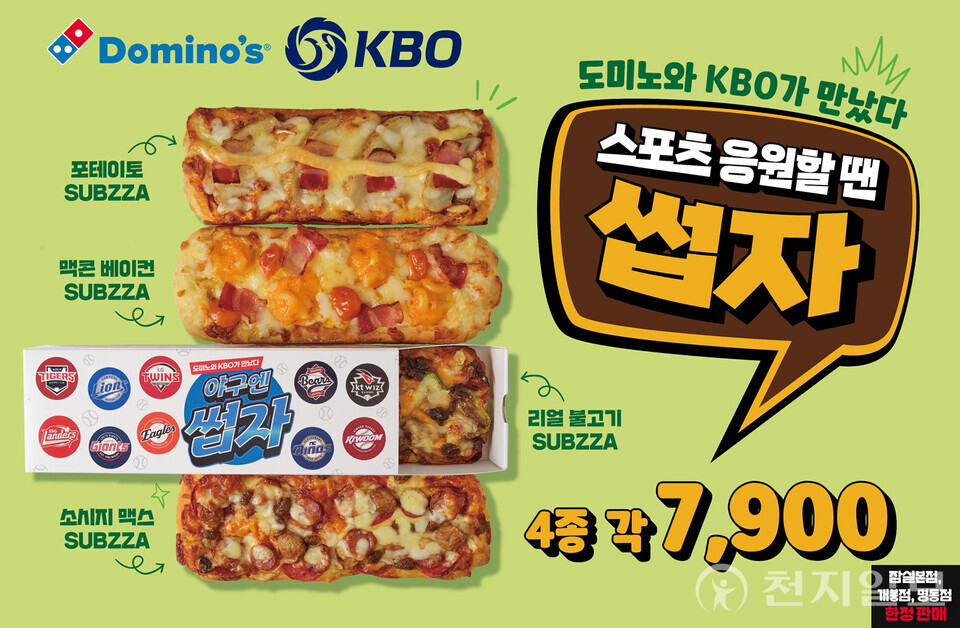 Domino's®
KBO
도미노와 KBO가 만났다
스포츠 응원할 땐
썹자
포테이토
SUBZZA
맥콘 베이컨
SUBZZA
도미노와 KBO가 만났다
야구엔
썹자
TIGERS
Lions
LG
TWINS
Bears
kt wiz
SSG
Landers
GIANTS
Eagles
NC
DINOS
KIWOOM
HEROES
리얼 불고기
SUBZZA
소시지 맥스
SUBZZA
4종 각 7,900
천지일보
잠실본점,
개봉점, 명동점
한정 판매